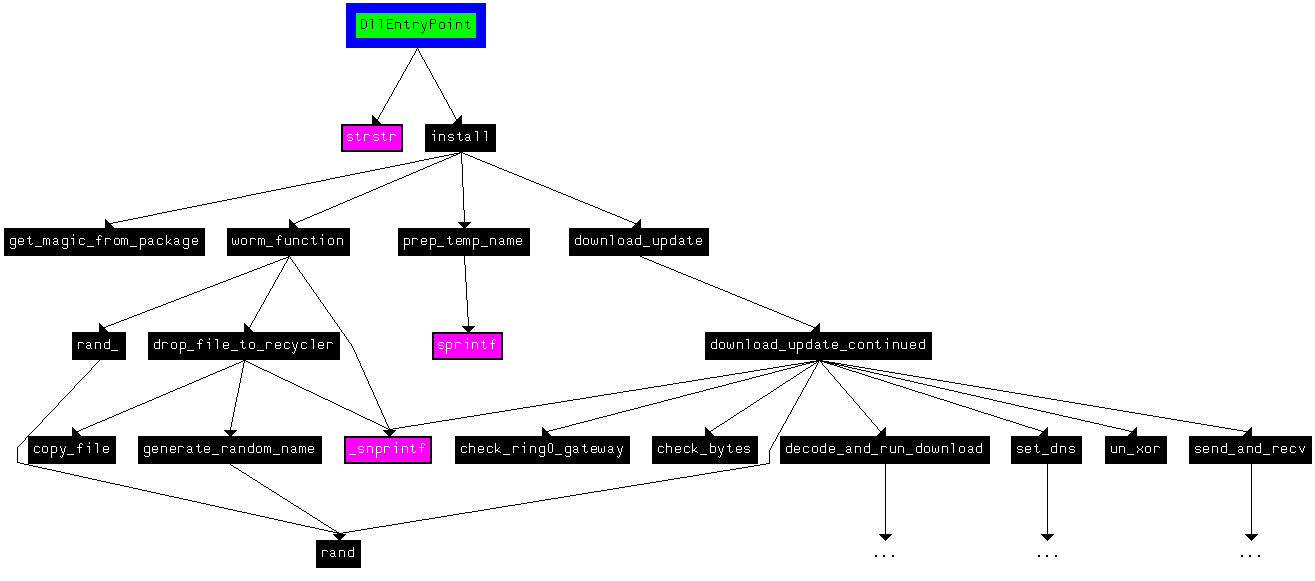 DllEntryPoint
strstr
install
get_magic_from_package
worm_function
prep_temp_name
download_update
rand_
drop_file_to_recycler
sprintf
download_update_continued
copy_file
generate_random_name
_snprintf
check_ring0_gateway
check_bytes
decode_and_run_download
set_dns
un_xor
send_and_recv
rand
...
...
...